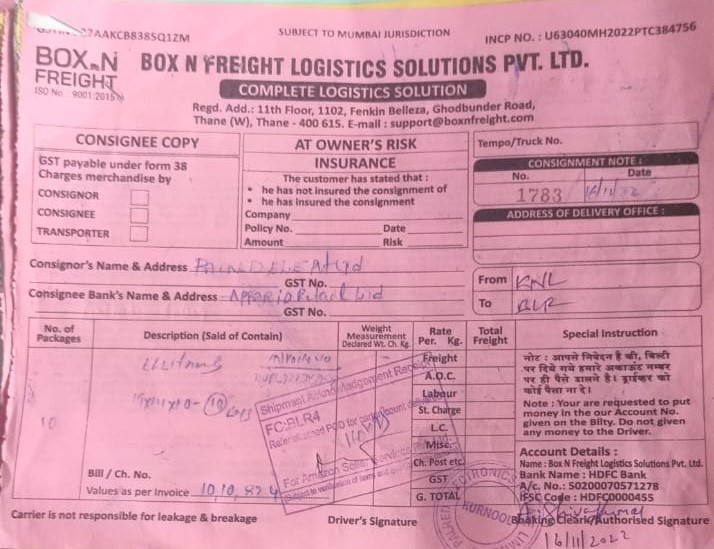 27AAKCB8385Q1ZM
SUBJECT TO MUMBAI JURISDICTION
INCP NO. : U63040MH2022PTC384756
BOX N FREIGHT
ISO No 9001:2015
BOX N FREIGHT LOGISTICS SOLUTIONS PVT. LTD.
COMPLETE LOGISTICS SOLUTION
Regd. Add.: 11th Floor, 1102, Fenkin Belleza, Ghodbunder Road,
Thane (W), Thane - 400 615. E-mail : support@boxnfreight.com
CONSIGNEE COPY
GST payable under form 38
Charges merchandise by
CONSIGNOR
CONSIGNEE
TRANSPORTER
AT OWNER'S RISK
INSURANCE
The customer has stated that :
• he has not insured the consignment of
• he has insured the consignment
Company
Policy No. Date
Amount Risk
Tempo/Truck No.
CONSIGNMENT NOTE :
No. Date
1783 16/11/22
ADDRESS OF DELIVERY OFFICE :
Consignor's Name & Address
GST No.
Consignee Bank's Name & Address
GST No.
From KNL
To BLR
No. of Packages
Description (Said of Contain)
Weight Measurement
Declared Wt. Ch. Kg.
Rate Per. Kg.
Total Freight
Special Instruction
10
Freight
A.O.C.
Labour
St. Charge
L.C.
Misc.
Ch. Post etc.
GST
G. TOTAL
Shipment Acknowledgement Receipt
FC:BLR4
For Amazon Seller Services
नोट : आपसे निवेदन है की, बिल्टी
पर दिये गये हमारे अकाऊंट नम्बर
पर ही पैसे डालने है। ड्राईवर को
कोई पैसा ना दे।
Note : Your are requested to put
money in the our Account No.
given on the Bilty. Do not given
any money to the Driver.
Account Details :
Name : Box N Freight Logistics Solutions Pvt. Ltd.
Bank Name : HDFC Bank
A/c. No.: 50200070571278
IFSC Code : HDFC0000455
Bill / Ch. No.
Values as per Invoice 10,10,824
ELECTRONICS
KURNOOL
Carrier is not responsible for leakage & breakage
Driver's Signature
Booking Cleark/Authorised Signature
16/11/2022